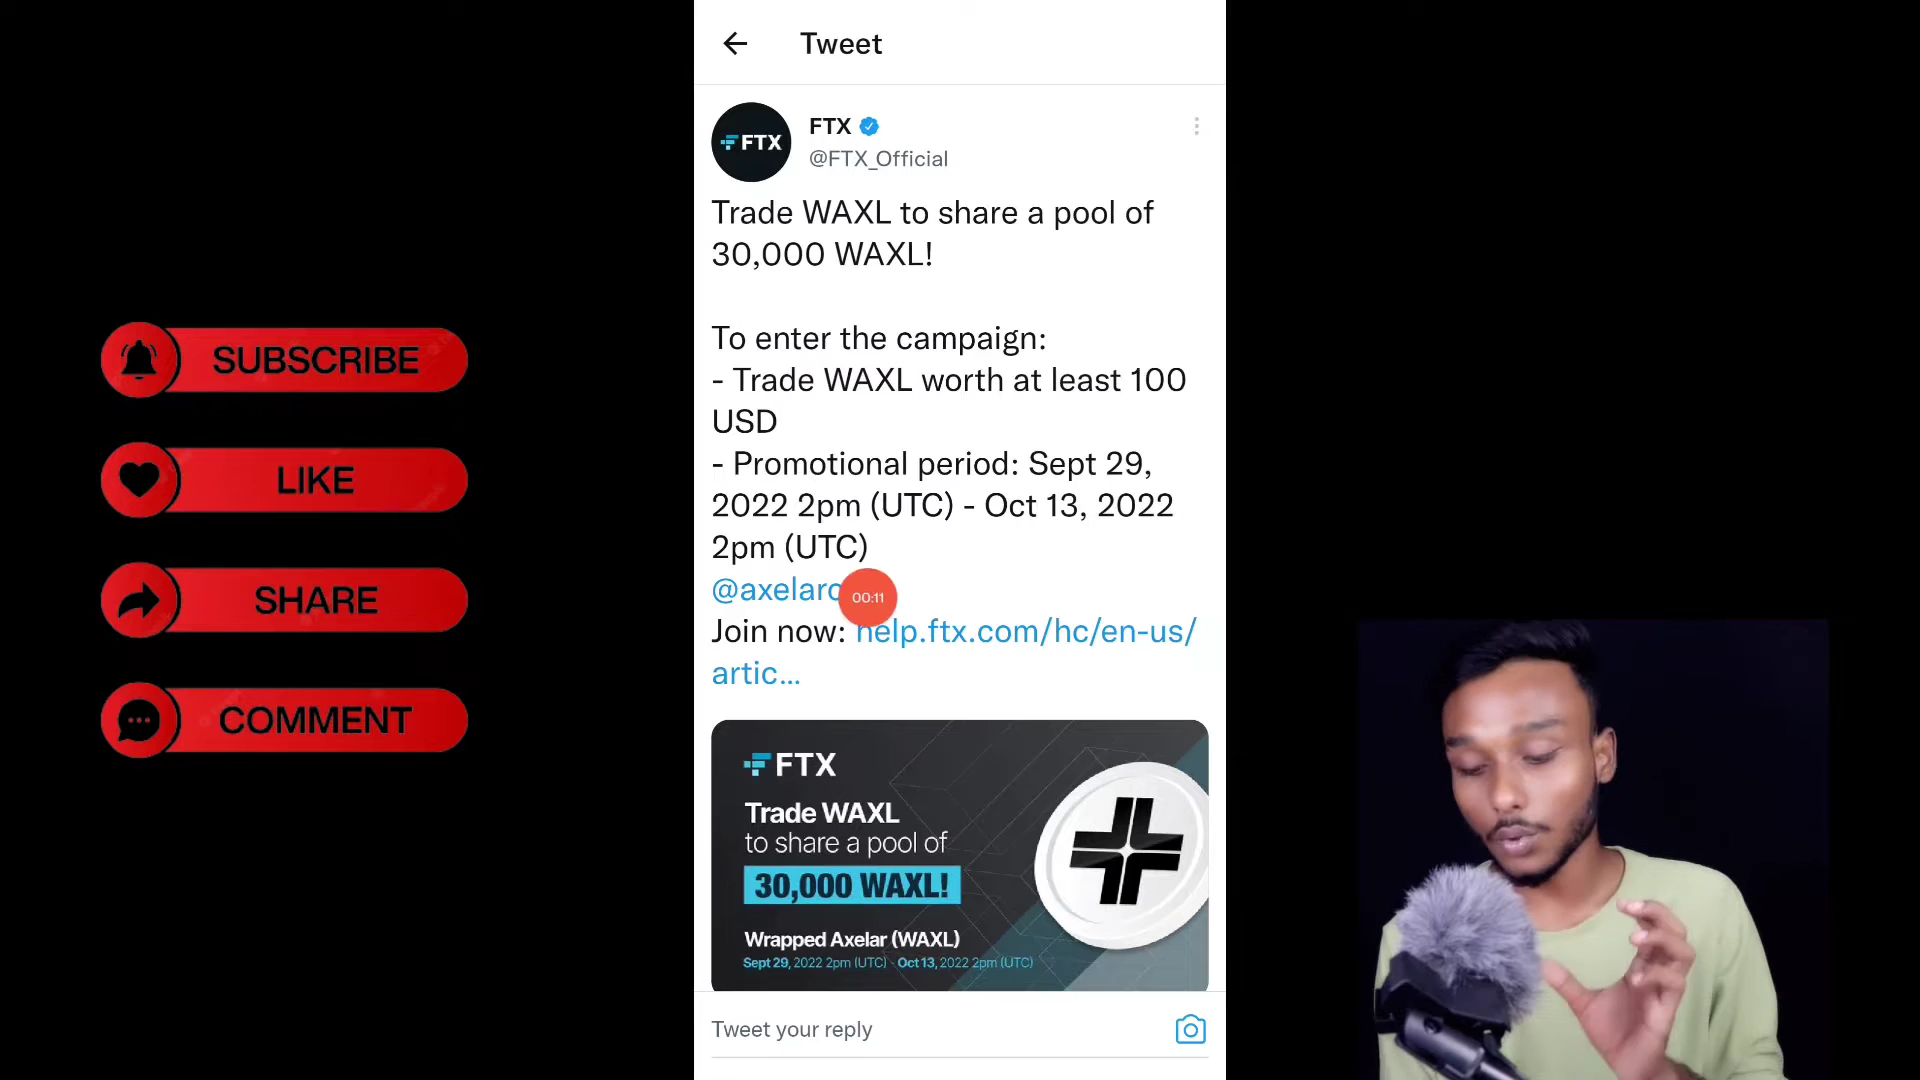 SUBSCRIBE
LIKE
SHARE
COMMENT
Tweet
FTX
FTX
@FTX_Official
Trade WAXL to share a pool of
30,000 WAXL!
To enter the campaign:
- Trade WAXL worth at least 100
USD
- Promotional period: Sept 29,
2022 2pm (UTC) - Oct 13, 2022
2pm (UTC)
@axelarc
00:11
Join now: help.ftx.com/hc/en-us/
artic...
FTX
Trade WAXL
to share a pool of
30,000 WAXL!
Wrapped Axelar (WAXL)
Sept 29, 2022 2pm (UTC) - Oct 13, 2022 2pm (UTC)
Tweet your reply